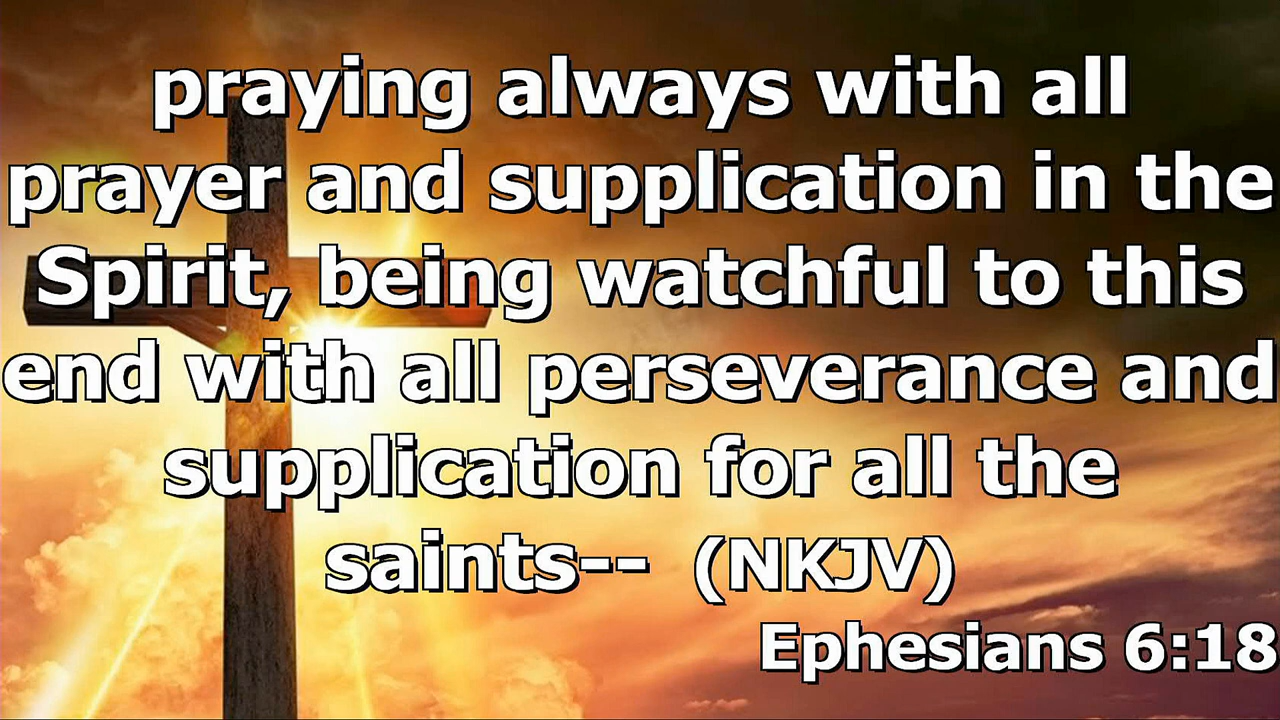 praying always with all
prayer and supplication in the
Spirit, being watchful to this
end with all perseverance and
supplication for all the
saints-- (NKJV)
Ephesians 6:18